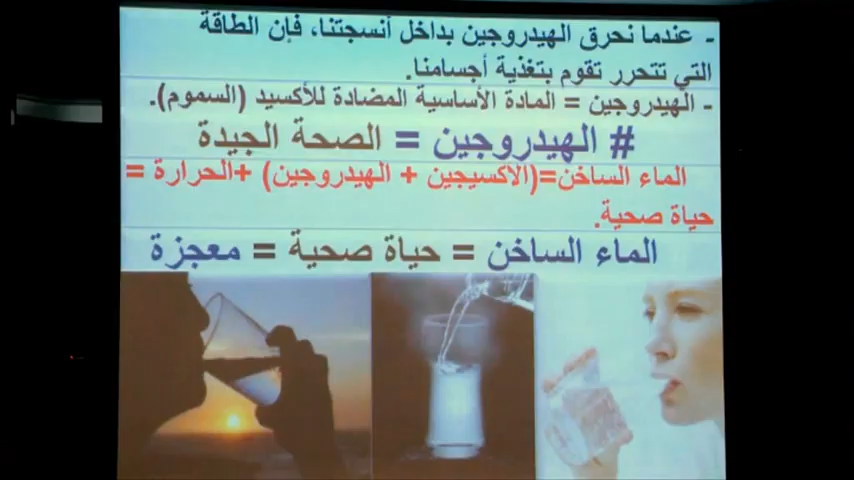 - عندما نحرق الهيدروجين بداخل أنسجتنا، فإن الطاقة
التي تتحرر تقوم بتغذية أجسامنا.
- الهيدروجين = المادة الأساسية المضادة للأكسيد (السموم).
# الهيدروجين = الصحة الجيدة
الماء الساخن=(الأكسيجين + الهيدروجين) +الحرارة =
حياة صحية.
الماء الساخن = حياة صحية = معجزة